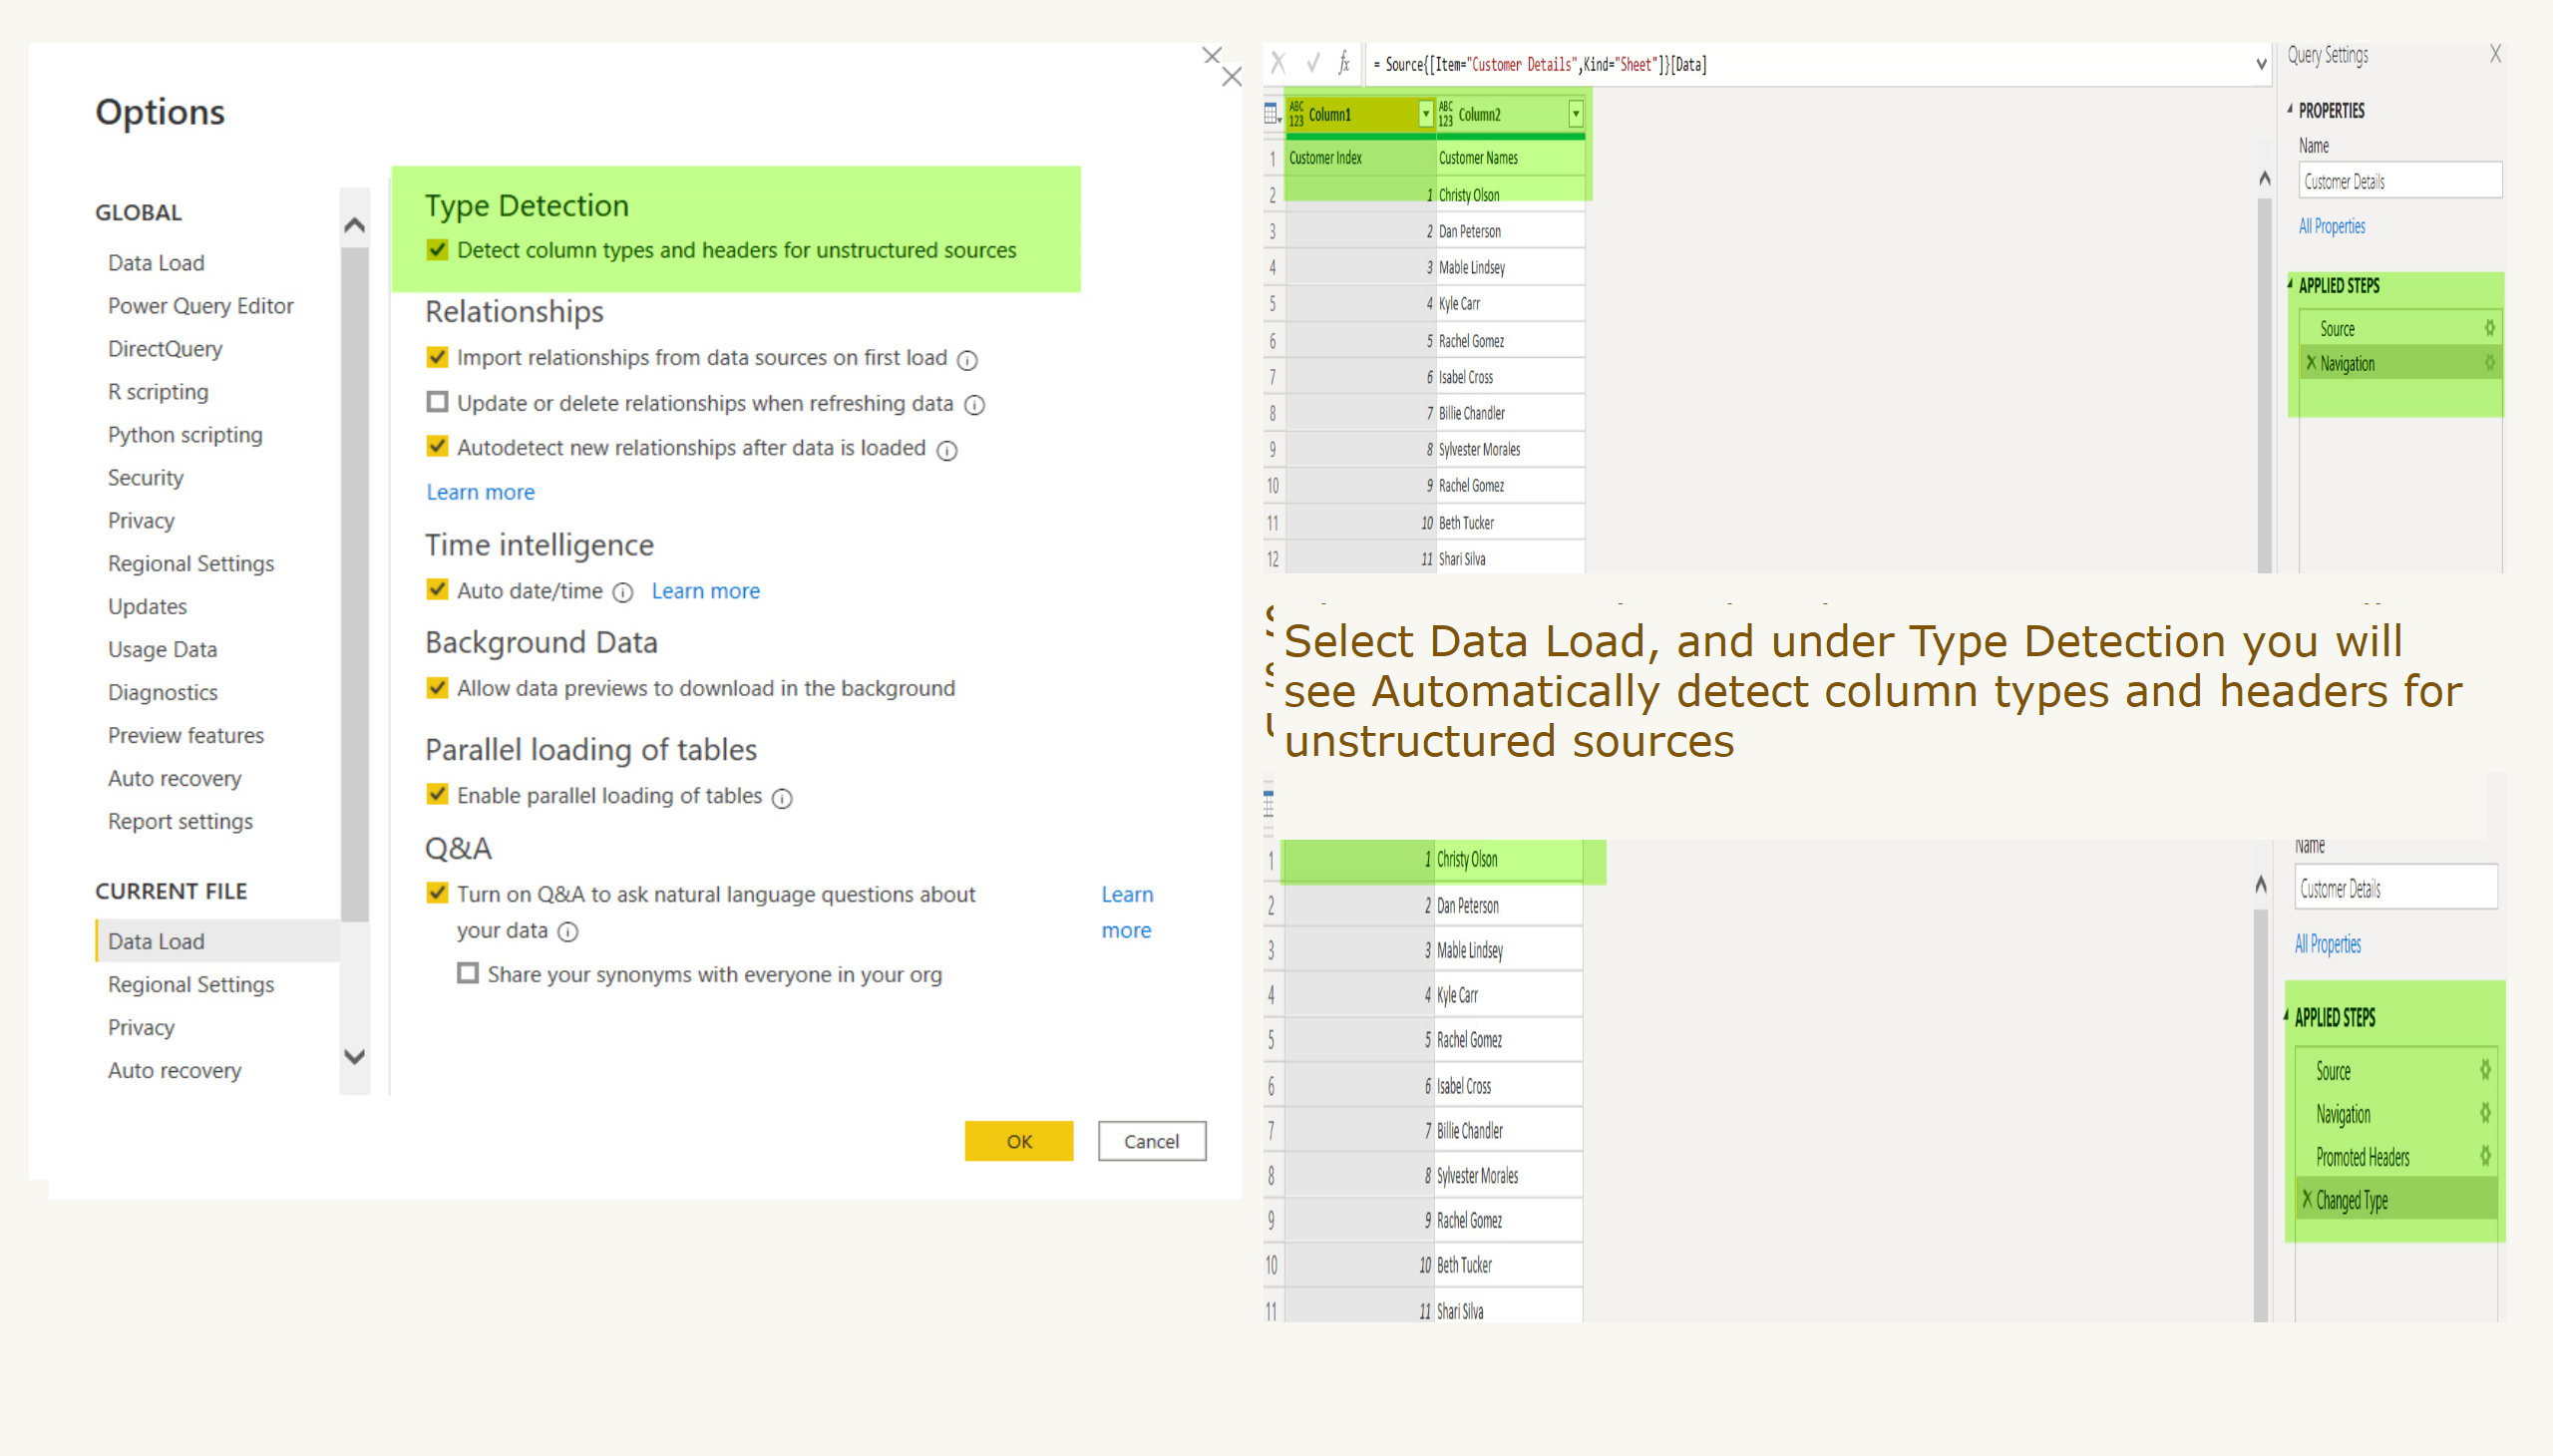 Options
GLOBAL
Data Load
Power Query Editor
DirectQuery
R scripting
Python scripting
Security
Privacy
Regional Settings
Updates
Usage Data
Diagnostics
Preview features
Auto recovery
Report settings
CURRENT FILE
Data Load
Regional Settings
Privacy
Auto recovery
Type Detection
Detect column types and headers for unstructured sources
Relationships
Import relationships from data sources on first load
Update or delete relationships when refreshing data
Autodetect new relationships after data is loaded
Learn more
Time intelligence
Auto date/time Learn more
Background Data
Allow data previews to download in the background
Parallel loading of tables
Enable parallel loading of tables
Q&A
Turn on Q&A to ask natural language questions about
your data
Learn
more
Share your synonyms with everyone in your org
OK Cancel
fx = Source{[Item="Customer Details",Kind="Sheet"]}[Data]
ABC 123 Column1 ABC 123 Column2
1 Customer Index Customer Names
2 1 Christy Olson
3 2 Dan Peterson
4 3 Mable Lindsey
5 4 Kyle Carr
6 5 Rachel Gomez
7 6 Isabel Cross
8 7 Billie Chandler
9 8 Sylvester Morales
10 9 Rachel Gomez
11 10 Beth Tucker
12 11 Shari Silva
Query Settings
PROPERTIES
Name
Customer Details
All Properties
APPLIED STEPS
Source
Navigation
Select Data Load, and under Type Detection you will
see Automatically detect column types and headers for
unstructured sources
1 1 Christy Olson
2 2 Dan Peterson
3 3 Mable Lindsey
4 4 Kyle Carr
5 5 Rachel Gomez
6 6 Isabel Cross
7 7 Billie Chandler
8 8 Sylvester Morales
9 9 Rachel Gomez
10 10 Beth Tucker
11 11 Shari Silva
Name
Customer Details
All Properties
APPLIED STEPS
Source
Navigation
Promoted Headers
Changed Type